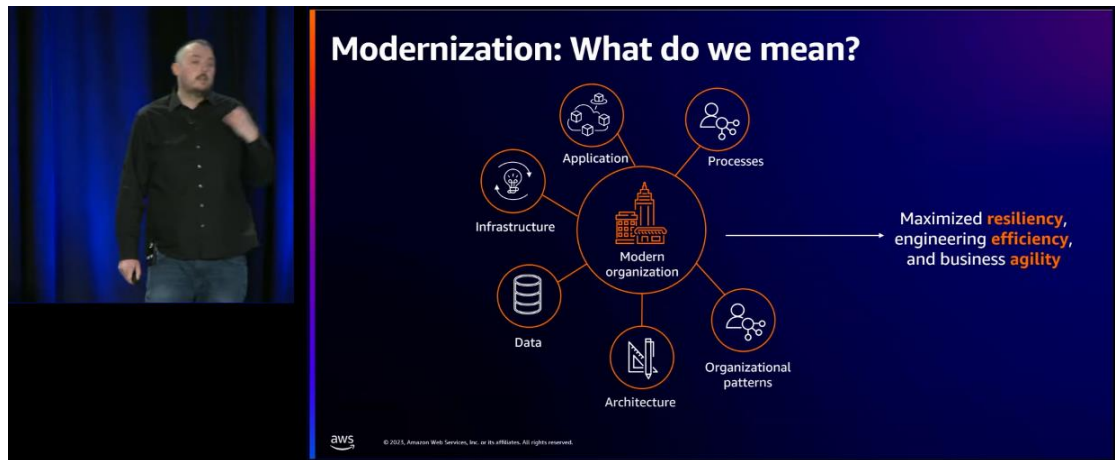 Modernization: What do we mean?
Application
Processes
Infrastructure
Modern
organization
Maximized resiliency,
engineering efficiency,
and business agility
Data
Organizational
patterns
Architecture
aws
© 2023, Amazon Web Services, Inc. or its affiliates. All rights reserved.